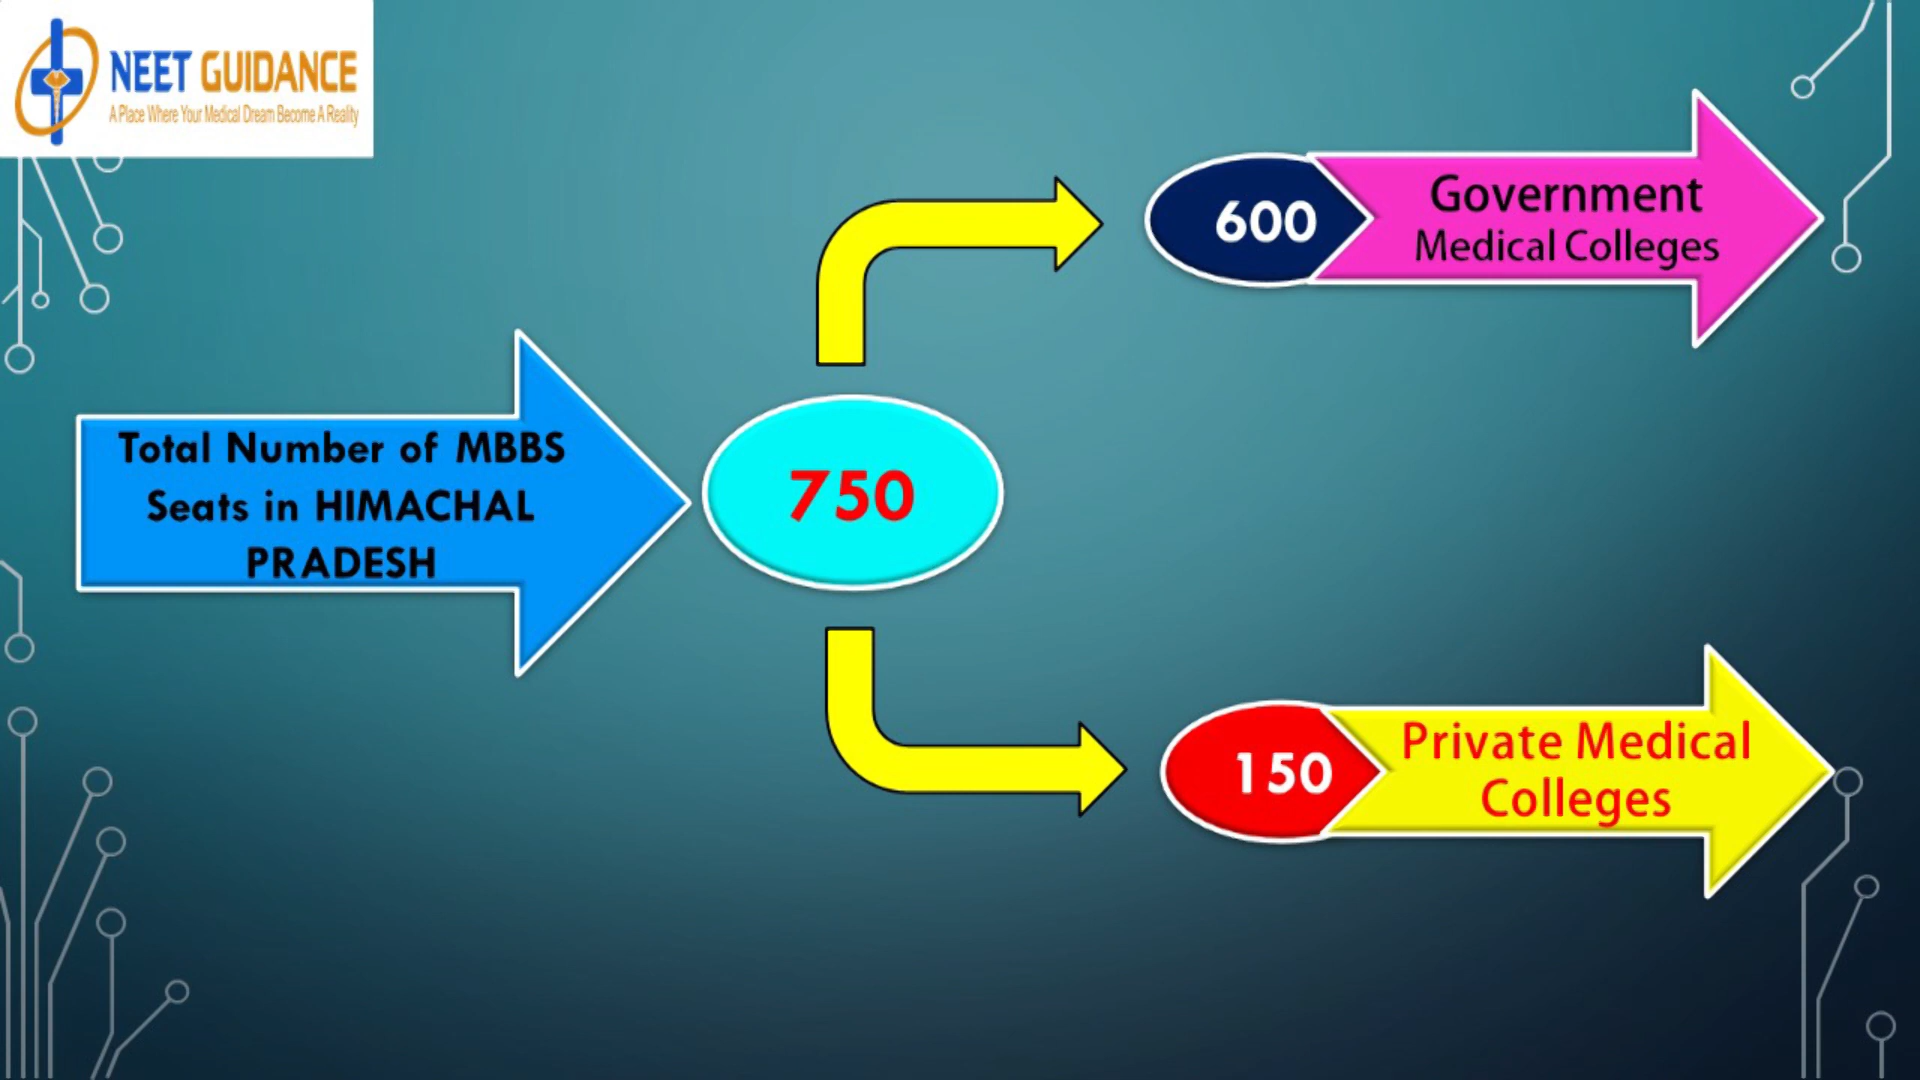 NEET GUIDANCE
A Place Where Your Medical Dream Become A Reality
600
Government
Medical Colleges
Total Number of MBBS
Seats in HIMACHAL
PRADESH
750
150
Private Medical
Colleges